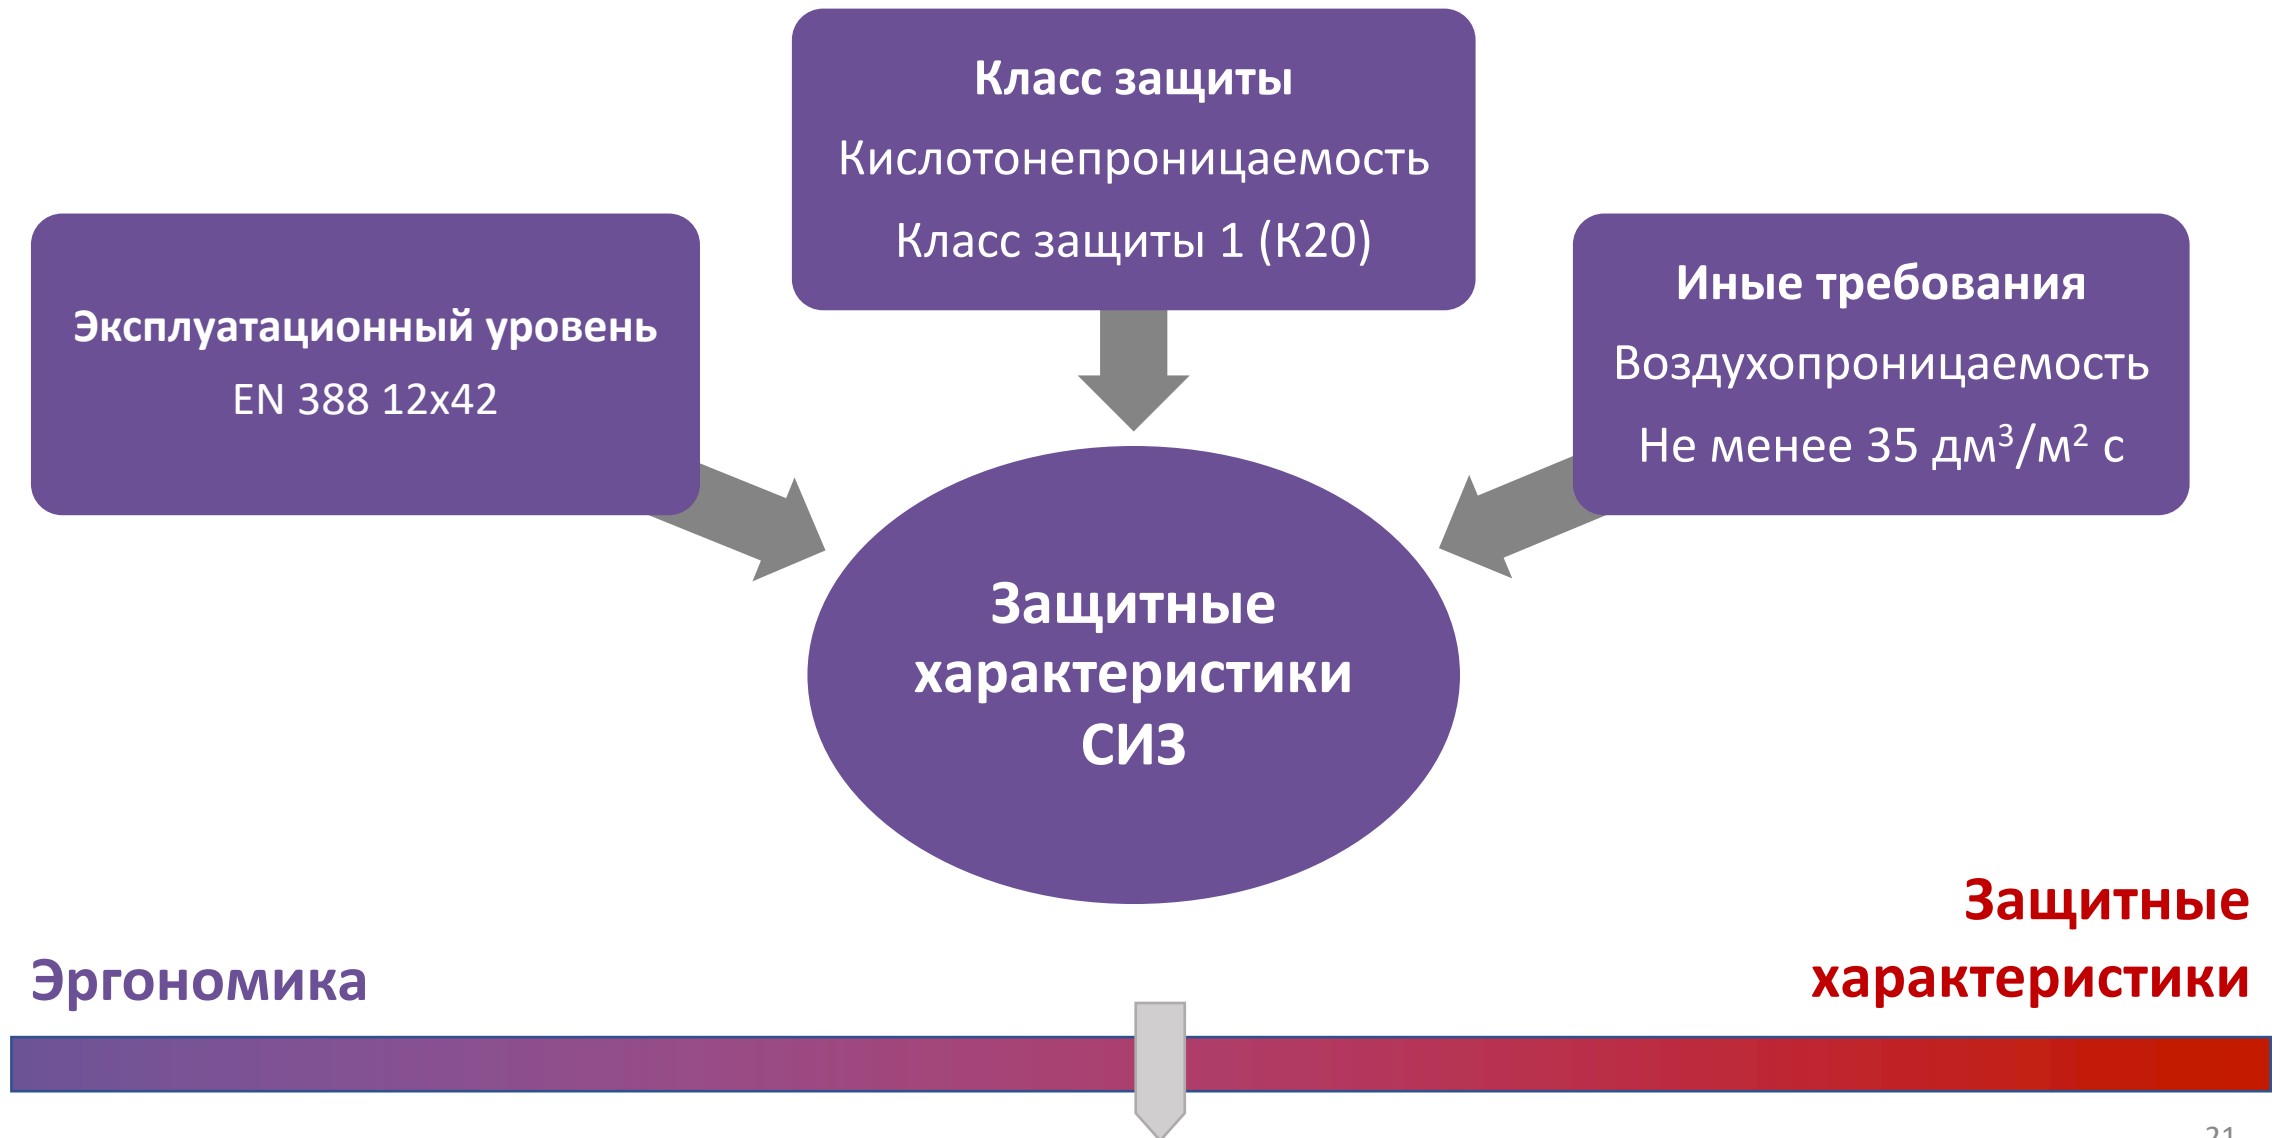 Класс защиты
Кислотонепроницаемость
Класс защиты 1 (К20)
Эксплуатационный уровень
EN 388 12x42
Иные требования
Воздухопроницаемость
Не менее 35 дм³/м² с
Защитные
характеристики
СИЗ
Защитные
характеристики
Эргономика
21